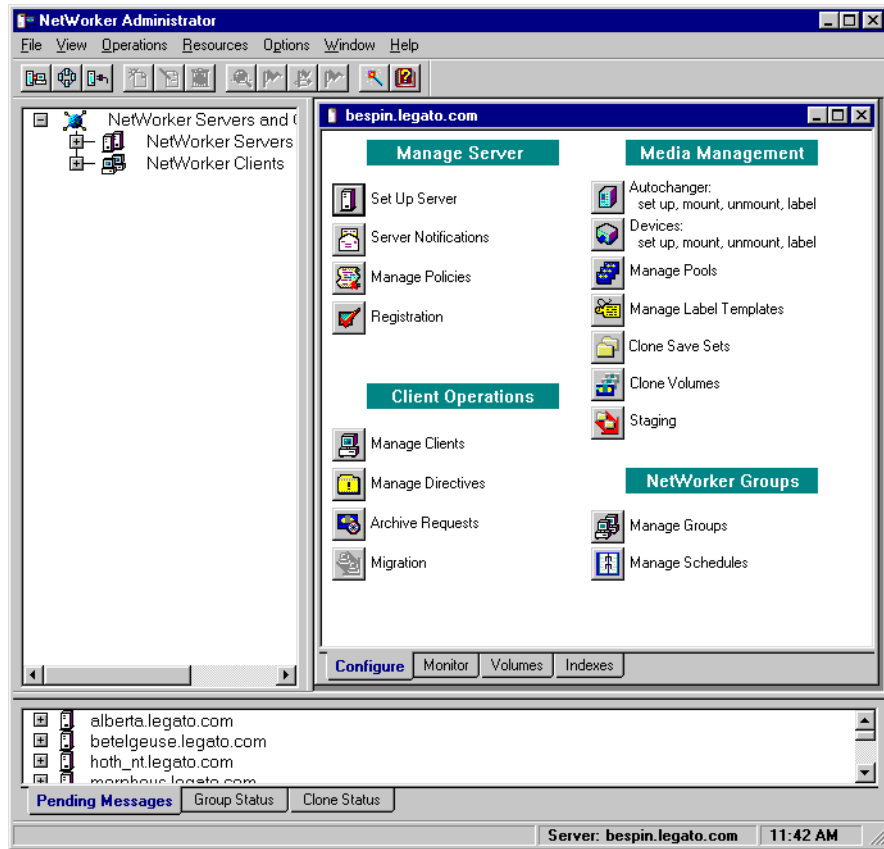 NetWorker Administrator
File View Operations Resources Options Window Help
NetWorker Servers and
NetWorker Servers
NetWorker Clients
bespin.legato.com
Manage Server
Set Up Server
Server Notifications
Manage Policies
Registration
Client Operations
Manage Clients
Manage Directives
Archive Requests
Migration
Media Management
Autochanger:
set up, mount, unmount, label
Devices:
set up, mount, unmount, label
Manage Pools
Manage Label Templates
Clone Save Sets
Clone Volumes
Staging
NetWorker Groups
Manage Groups
Manage Schedules
Configure Monitor Volumes Indexes
alberta.legato.com
betelgeuse.legato.com
hoth_nt.legato.com
morpheus.legato.com
Pending Messages Group Status Clone Status
Server: bespin.legato.com 11:42 AM